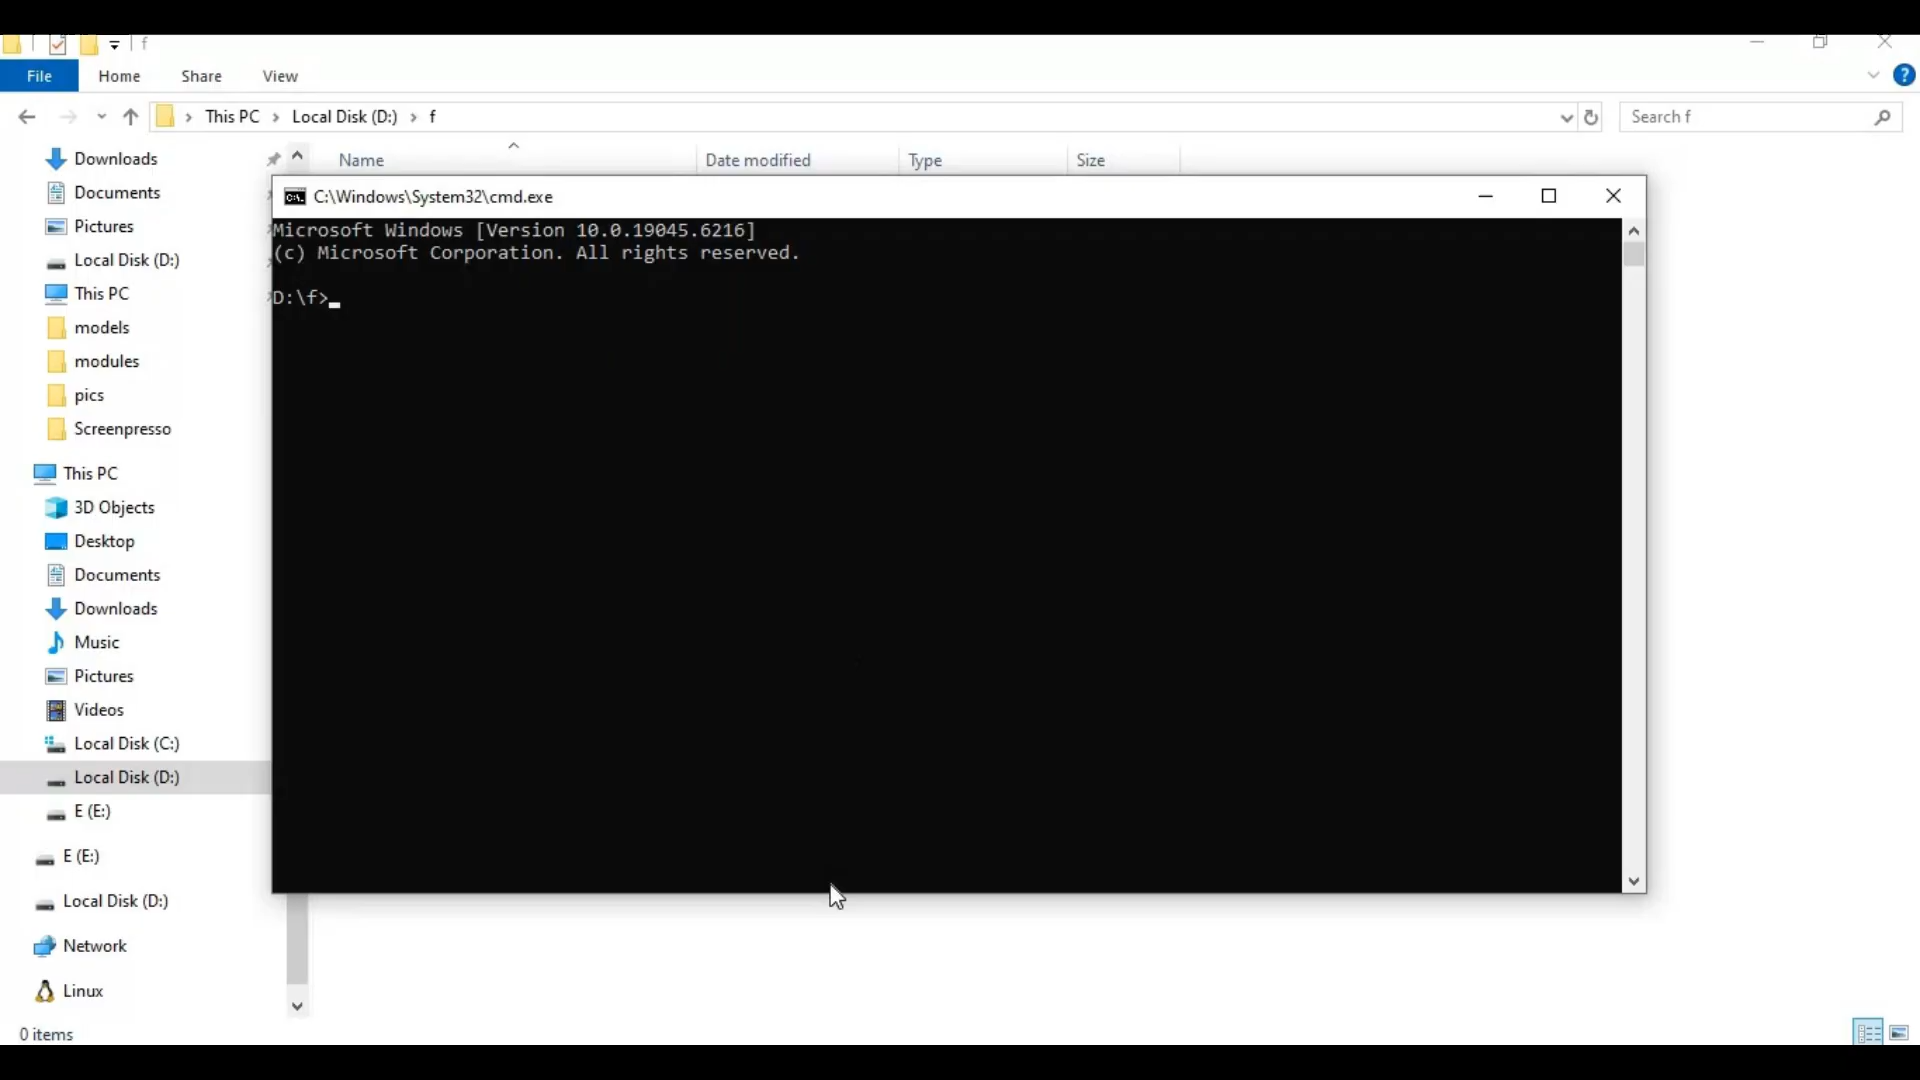 f
File Home Share View
This PC > Local Disk (D:) > f
Search f
Name Date modified Type Size
Downloads
Documents
Pictures
Local Disk (D:)
This PC
models
modules
pics
Screenpresso
This PC
3D Objects
Desktop
Documents
Downloads
Music
Pictures
Videos
Local Disk (C:)
Local Disk (D:)
E (E:)
E (E:)
Local Disk (D:)
Network
Linux
0 items
C:\Windows\System32\cmd.exe
Microsoft Windows [Version 10.0.19045.6216]
(c) Microsoft Corporation. All rights reserved.
D:\f>